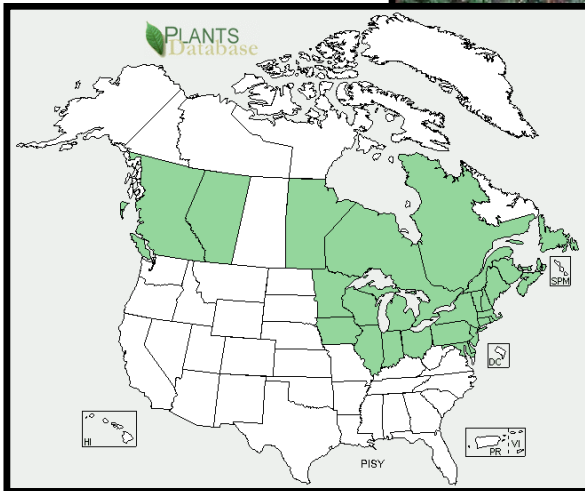 PLANTS
Database
SPM
DC
HI
PR
VI
PISY